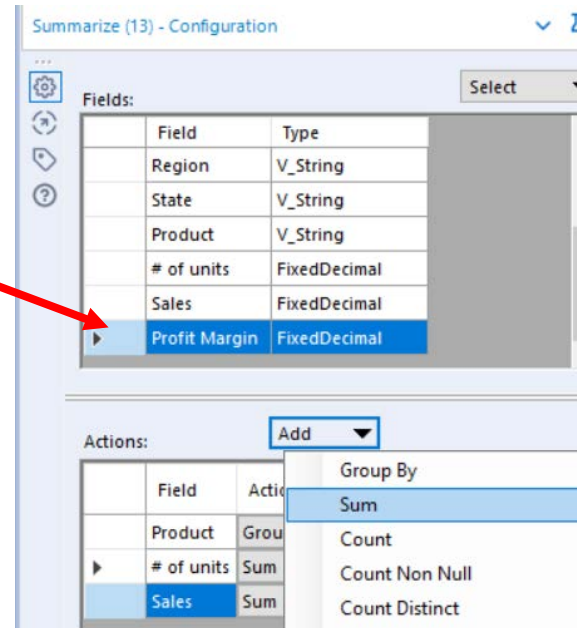 Summarize (13) - Configuration
Select
Fields:
Field Type
Region V_String
State V_String
Product V_String
# of units FixedDecimal
Sales FixedDecimal
Profit Margin FixedDecimal
Actions: Add
Field
Product
# of units Sum
Sales Sum
Group By
Sum
Count
Count Non Null
Count Distinct